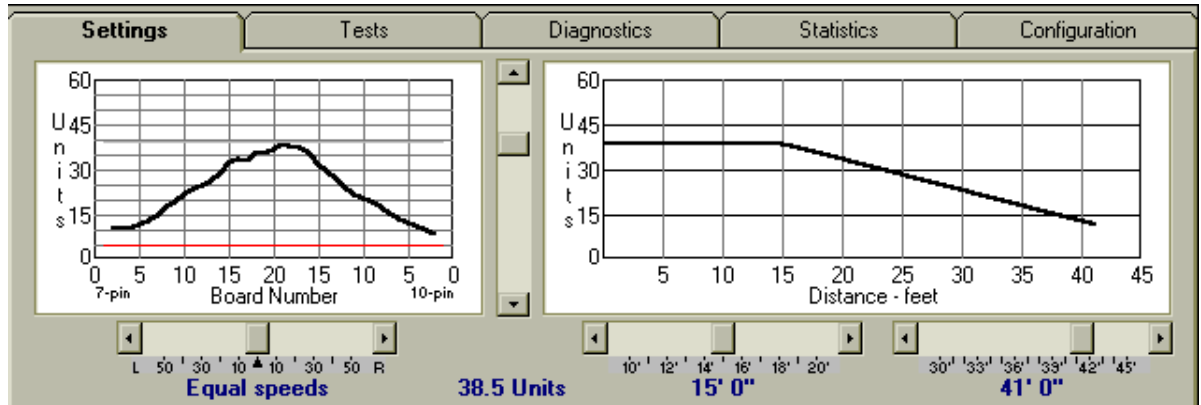 Settings Tests Diagnostics Statistics Configuration
60
45
30
15
0
Units
0 5 10 15 20 15 10 5 0
7-pin Board Number 10-pin
60
45
30
15
0
Units
5 10 15 20 25 30 35 40 45
Distance - feet
L 50 30 10 10 30 50 R
10' 12' 14' 16' 18' 20'
30' 33' 36' 39' 42' 45'
Equal speeds 38.5 Units 15' 0" 41' 0"